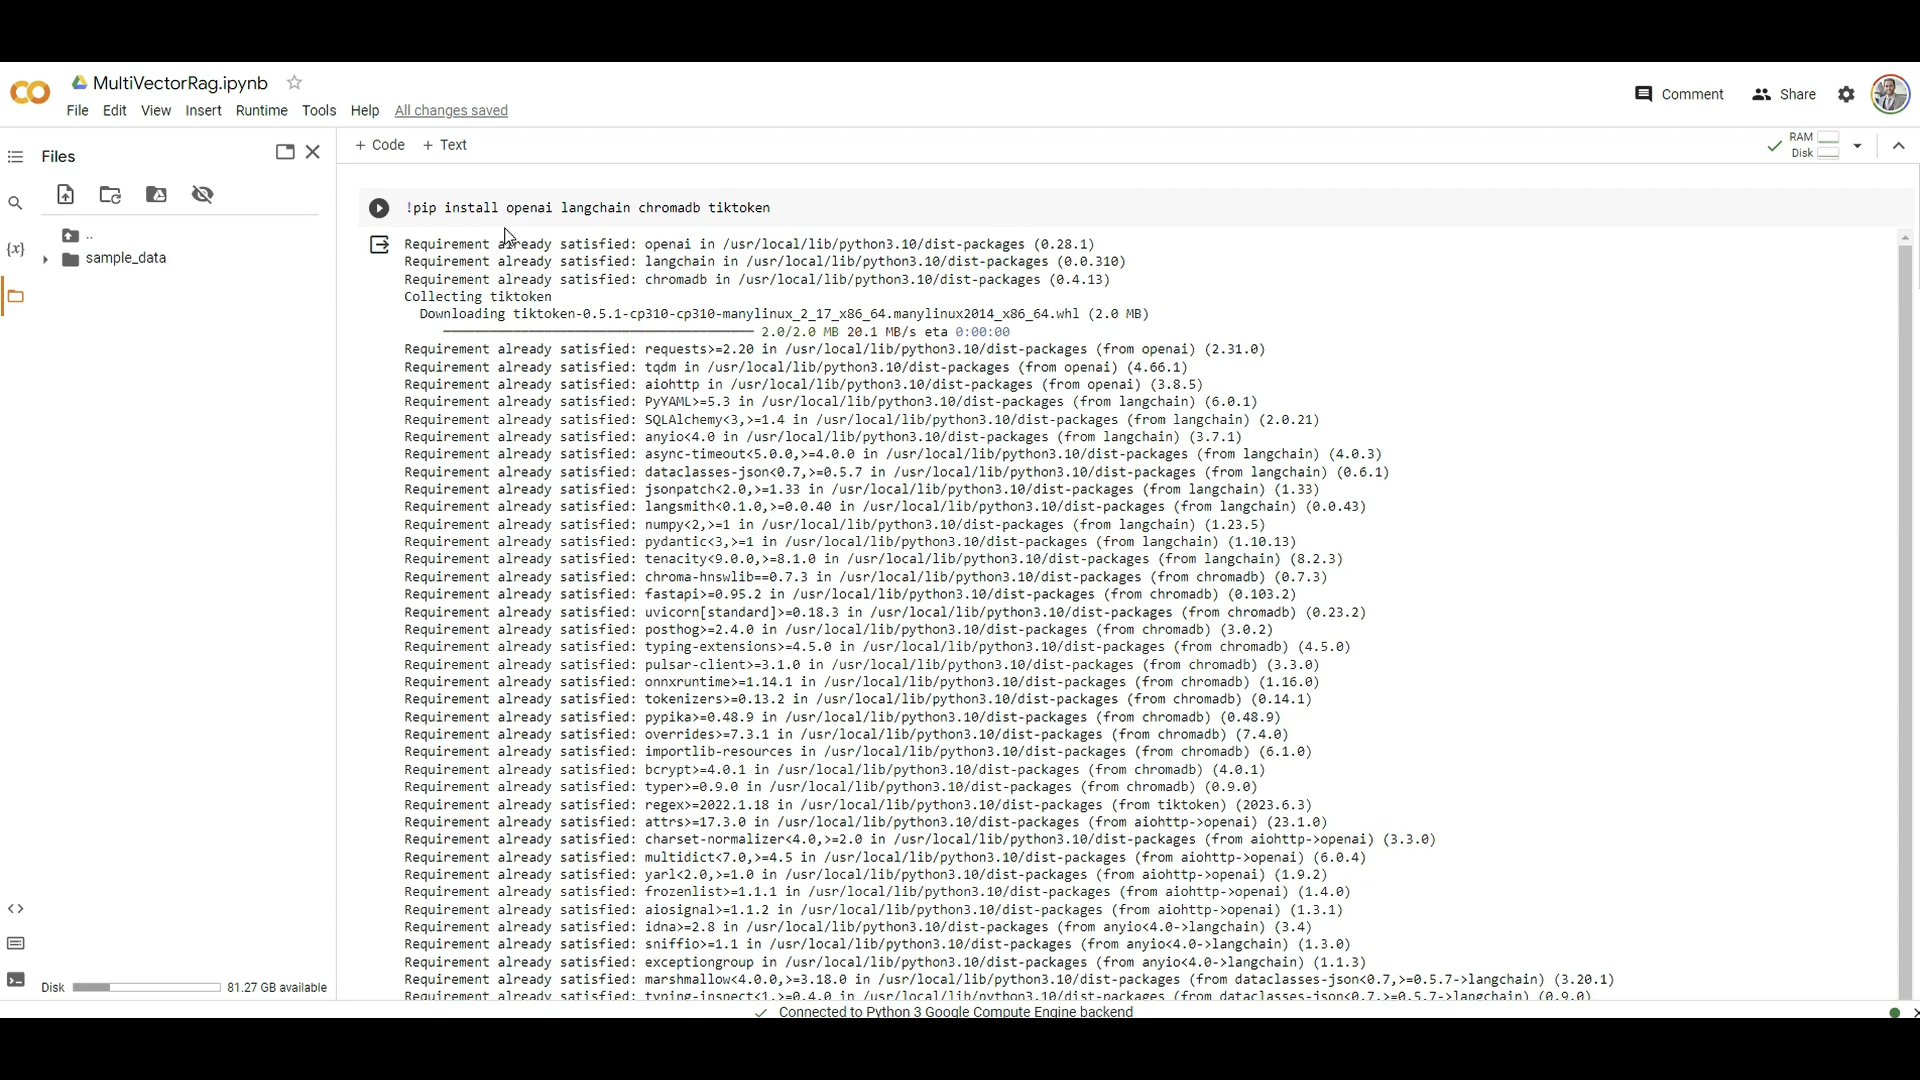 MultiVectorRag.ipynb
File Edit View Insert Runtime Tools Help All changes saved
Comment Share
Files
+ Code + Text
RAM
Disk
..
sample_data
{x}
!pip install openai langchain chromadb tiktoken
Requirement already satisfied: openai in /usr/local/lib/python3.10/dist-packages (0.28.1)
Requirement already satisfied: langchain in /usr/local/lib/python3.10/dist-packages (0.0.310)
Requirement already satisfied: chromadb in /usr/local/lib/python3.10/dist-packages (0.4.13)
Collecting tiktoken
Downloading tiktoken-0.5.1-cp310-cp310-manylinux_2_17_x86_64.manylinux2014_x86_64.whl (2.0 MB)
2.0/2.0 MB 20.1 MB/s eta 0:00:00
Requirement already satisfied: requests>=2.20 in /usr/local/lib/python3.10/dist-packages (from openai) (2.31.0)
Requirement already satisfied: tqdm in /usr/local/lib/python3.10/dist-packages (from openai) (4.66.1)
Requirement already satisfied: aiohttp in /usr/local/lib/python3.10/dist-packages (from openai) (3.8.5)
Requirement already satisfied: PyYAML>=5.3 in /usr/local/lib/python3.10/dist-packages (from langchain) (6.0.1)
Requirement already satisfied: SQLAlchemy<3,>=1.4 in /usr/local/lib/python3.10/dist-packages (from langchain) (2.0.21)
Requirement already satisfied: anyio<4.0 in /usr/local/lib/python3.10/dist-packages (from langchain) (3.7.1)
Requirement already satisfied: async-timeout<5.0.0,>=4.0.0 in /usr/local/lib/python3.10/dist-packages (from langchain) (4.0.3)
Requirement already satisfied: dataclasses-json<0.7,>=0.5.7 in /usr/local/lib/python3.10/dist-packages (from langchain) (0.6.1)
Requirement already satisfied: jsonpatch<2.0,>=1.33 in /usr/local/lib/python3.10/dist-packages (from langchain) (1.33)
Requirement already satisfied: langsmith<0.1.0,>=0.0.40 in /usr/local/lib/python3.10/dist-packages (from langchain) (0.0.43)
Requirement already satisfied: numpy<2,>=1 in /usr/local/lib/python3.10/dist-packages (from langchain) (1.23.5)
Requirement already satisfied: pydantic<3,>=1 in /usr/local/lib/python3.10/dist-packages (from langchain) (1.10.13)
Requirement already satisfied: tenacity<9.0.0,>=8.1.0 in /usr/local/lib/python3.10/dist-packages (from langchain) (8.2.3)
Requirement already satisfied: chroma-hnswlib==0.7.3 in /usr/local/lib/python3.10/dist-packages (from chromadb) (0.7.3)
Requirement already satisfied: fastapi>=0.95.2 in /usr/local/lib/python3.10/dist-packages (from chromadb) (0.103.2)
Requirement already satisfied: uvicorn[standard]>=0.18.3 in /usr/local/lib/python3.10/dist-packages (from chromadb) (0.23.2)
Requirement already satisfied: posthog>=2.4.0 in /usr/local/lib/python3.10/dist-packages (from chromadb) (3.0.2)
Requirement already satisfied: typing-extensions>=4.5.0 in /usr/local/lib/python3.10/dist-packages (from chromadb) (4.5.0)
Requirement already satisfied: pulsar-client>=3.1.0 in /usr/local/lib/python3.10/dist-packages (from chromadb) (3.3.0)
Requirement already satisfied: onnxruntime>=1.14.1 in /usr/local/lib/python3.10/dist-packages (from chromadb) (1.16.0)
Requirement already satisfied: tokenizers>=0.13.2 in /usr/local/lib/python3.10/dist-packages (from chromadb) (0.14.1)
Requirement already satisfied: pypika>=0.48.9 in /usr/local/lib/python3.10/dist-packages (from chromadb) (0.48.9)
Requirement already satisfied: overrides>=7.3.1 in /usr/local/lib/python3.10/dist-packages (from chromadb) (7.4.0)
Requirement already satisfied: importlib-resources in /usr/local/lib/python3.10/dist-packages (from chromadb) (6.1.0)
Requirement already satisfied: bcrypt>=4.0.1 in /usr/local/lib/python3.10/dist-packages (from chromadb) (4.0.1)
Requirement already satisfied: typer>=0.9.0 in /usr/local/lib/python3.10/dist-packages (from chromadb) (0.9.0)
Requirement already satisfied: regex>=2022.1.18 in /usr/local/lib/python3.10/dist-packages (from tiktoken) (2023.6.3)
Requirement already satisfied: attrs>=17.3.0 in /usr/local/lib/python3.10/dist-packages (from aiohttp->openai) (23.1.0)
Requirement already satisfied: charset-normalizer<4.0,>=2.0 in /usr/local/lib/python3.10/dist-packages (from aiohttp->openai) (3.3.0)
Requirement already satisfied: multidict<7.0,>=4.5 in /usr/local/lib/python3.10/dist-packages (from aiohttp->openai) (6.0.4)
Requirement already satisfied: yarl<2.0,>=1.0 in /usr/local/lib/python3.10/dist-packages (from aiohttp->openai) (1.9.2)
Requirement already satisfied: frozenlist>=1.1.1 in /usr/local/lib/python3.10/dist-packages (from aiohttp->openai) (1.4.0)
Requirement already satisfied: aiosignal>=1.1.2 in /usr/local/lib/python3.10/dist-packages (from aiohttp->openai) (1.3.1)
Requirement already satisfied: idna>=2.8 in /usr/local/lib/python3.10/dist-packages (from anyio<4.0->langchain) (3.4)
Requirement already satisfied: sniffio>=1.1 in /usr/local/lib/python3.10/dist-packages (from anyio<4.0->langchain) (1.3.0)
Requirement already satisfied: exceptiongroup in /usr/local/lib/python3.10/dist-packages (from anyio<4.0->langchain) (1.1.3)
Requirement already satisfied: marshmallow<4.0.0,>=3.18.0 in /usr/local/lib/python3.10/dist-packages (from dataclasses-json<0.7,>=0.5.7->langchain) (3.20.1)
Requirement already satisfied: typing-inspect<1,>=0.4.0 in /usr/local/lib/python3.10/dist-packages (from dataclasses-json<0.7,>=0.5.7->langchain) (0.9.0)
Disk 81.27 GB available
Connected to Python 3 Google Compute Engine backend